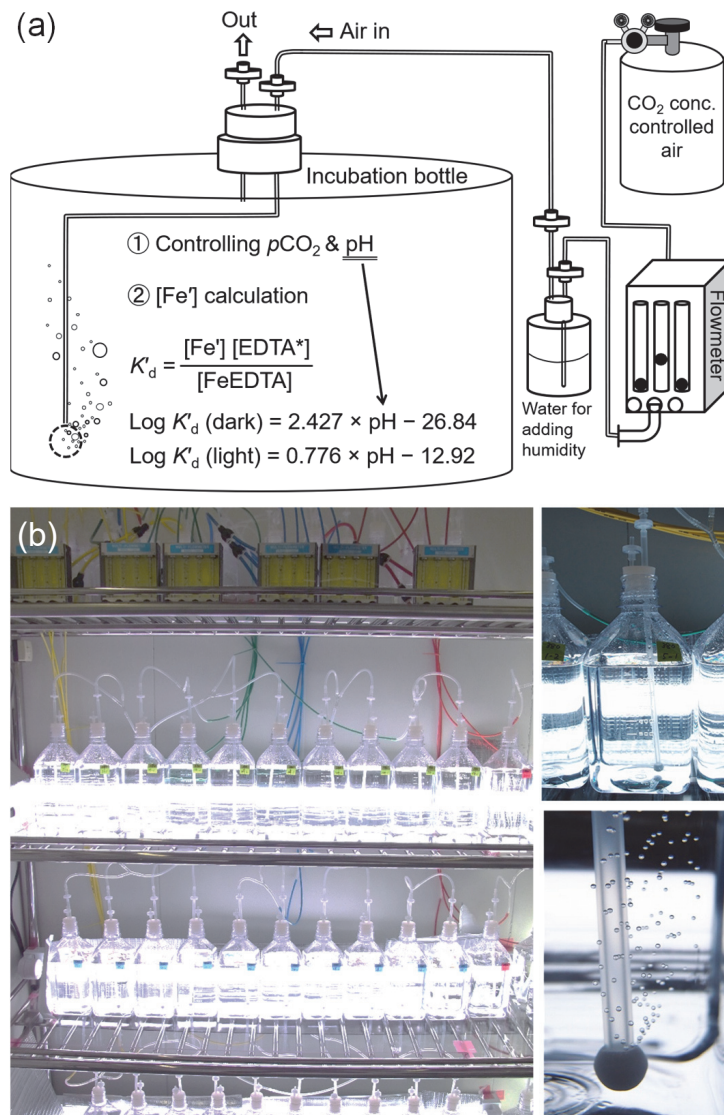 (a)
Out
Air in
CO₂ conc.
controlled
air
Incubation bottle
① Controlling pCO₂ & pH
② [Fe′] calculation
K′d = [Fe′] [EDTA*] / [FeEDTA]
Log K′d (dark) = 2.427 × pH − 26.84
Log K′d (light) = 0.776 × pH − 12.92
Water for
adding
humidity
Flowmeter
(b)